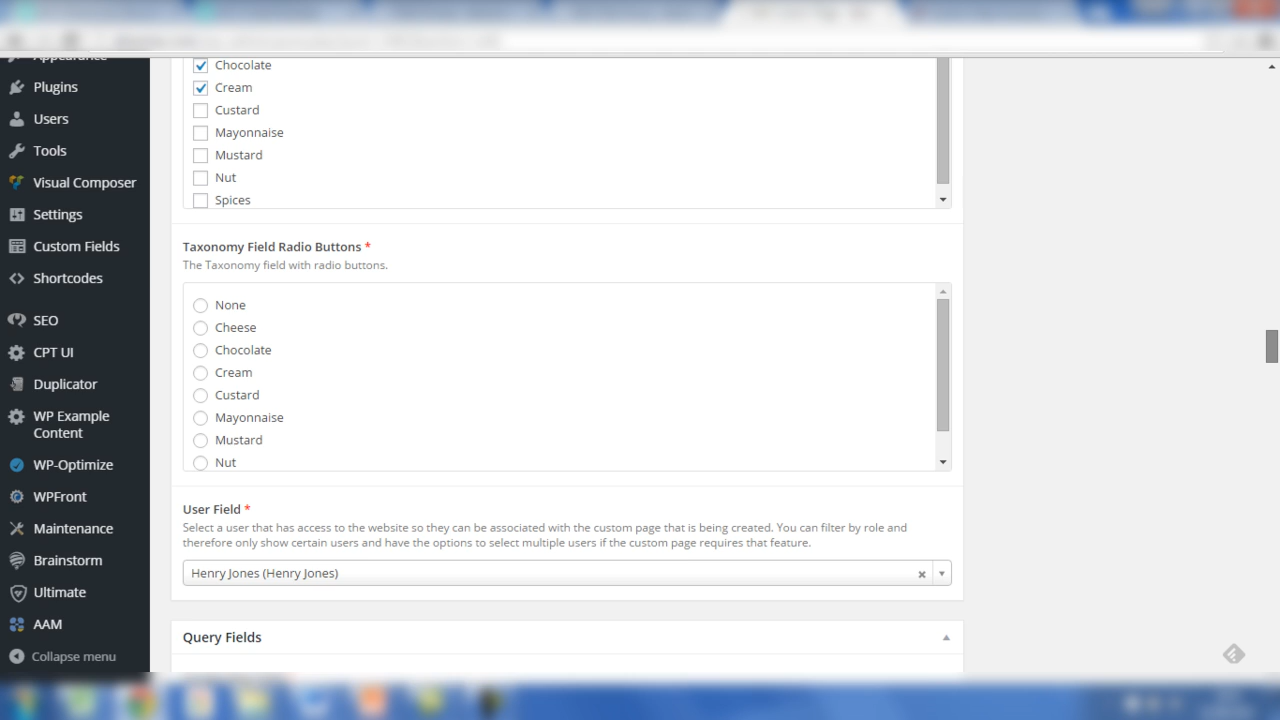 Appearance
Plugins
Users
Tools
Visual Composer
Settings
Custom Fields
Shortcodes
SEO
CPT UI
Duplicator
WP Example
Content
WP-Optimize
WPFront
Maintenance
Brainstorm
Ultimate
AAM
Collapse menu
Chocolate
Cream
Custard
Mayonnaise
Mustard
Nut
Spices
Taxonomy Field Radio Buttons *
The Taxonomy field with radio buttons.
None
Cheese
Chocolate
Cream
Custard
Mayonnaise
Mustard
Nut
User Field *
Select a user that has access to the website so they can be associated with the custom page that is being created. You can filter by role and
therefore only show certain users and have the options to select multiple users if the custom page requires that feature.
Henry Jones (Henry Jones)
Query Fields